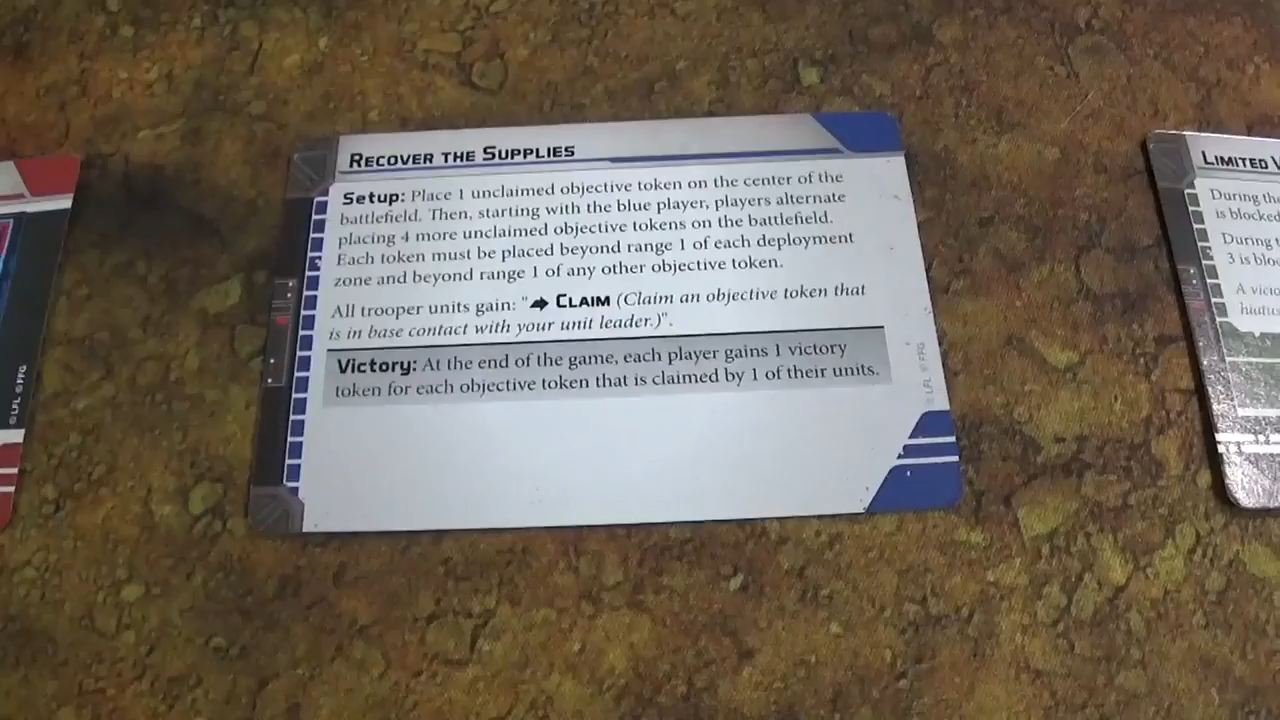 RECOVER THE SUPPLIES
Setup: Place 1 unclaimed objective token on the center of the
battlefield. Then, starting with the blue player, players alternate
placing 4 more unclaimed objective tokens on the battlefield.
Each token must be placed beyond range 1 of each deployment
zone and beyond range 1 of any other objective token.
All trooper units gain: "➡ CLAIM (Claim an objective token that
is in base contact with your unit leader.)".
Victory: At the end of the game, each player gains 1 victory
token for each objective token that is claimed by 1 of their units.
© LFL © FFG
© LFL © FFG
LIMITED
During the
is blocked
During
3 is
A